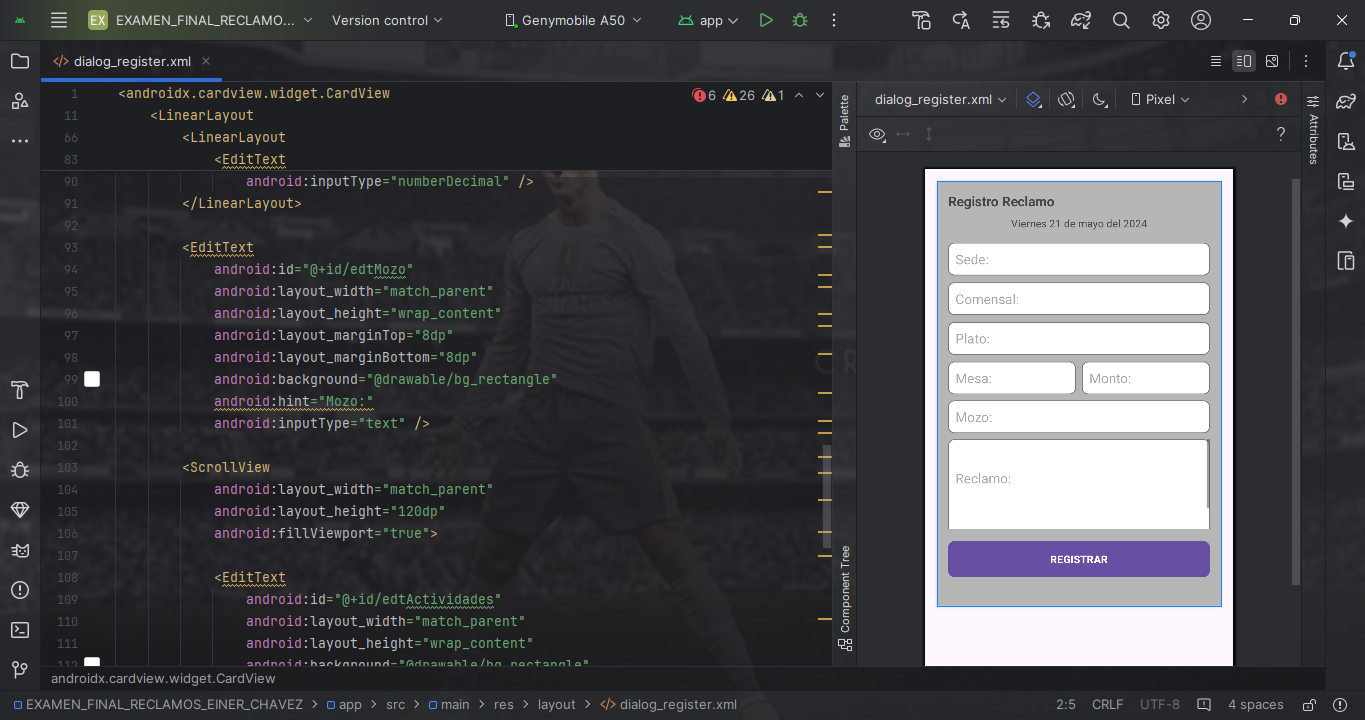 EX EXAMEN_FINAL_RECLAMO... Version control Genymobile A50 app
dialog_register.xml
1 <androidx.cardview.widget.CardView 6 26 1
11 <LinearLayout
66 <LinearLayout
83 <EditText
90 android:inputType="numberDecimal" />
91 </LinearLayout>
92
93 <EditText
94 android:id="@+id/edtMozo"
95 android:layout_width="match_parent"
96 android:layout_height="wrap_content"
97 android:layout_marginTop="8dp"
98 android:layout_marginBottom="8dp"
99 android:background="@drawable/bg_rectangle"
100 android:hint="Mozo:"
101 android:inputType="text" />
102
103 <ScrollView
104 android:layout_width="match_parent"
105 android:layout_height="120dp"
106 android:fillViewport="true">
107
108 <EditText
109 android:id="@+id/edtActividades"
110 android:layout_width="match_parent"
111 android:layout_height="wrap_content"
112 android:background="@drawable/bg_rectangle"
androidx.cardview.widget.CardView
Palette
Component Tree
dialog_register.xml Pixel
?
Attributes
Registro Reclamo
Viernes 21 de mayo del 2024
Sede:
Comensal:
Plato:
Mesa: Monto:
Mozo:
Reclamo:
REGISTRAR
EXAMEN_FINAL_RECLAMOS_EINER_CHAVEZ > app > src > main > res > layout > dialog_register.xml 2:5 CRLF UTF-8 4 spaces